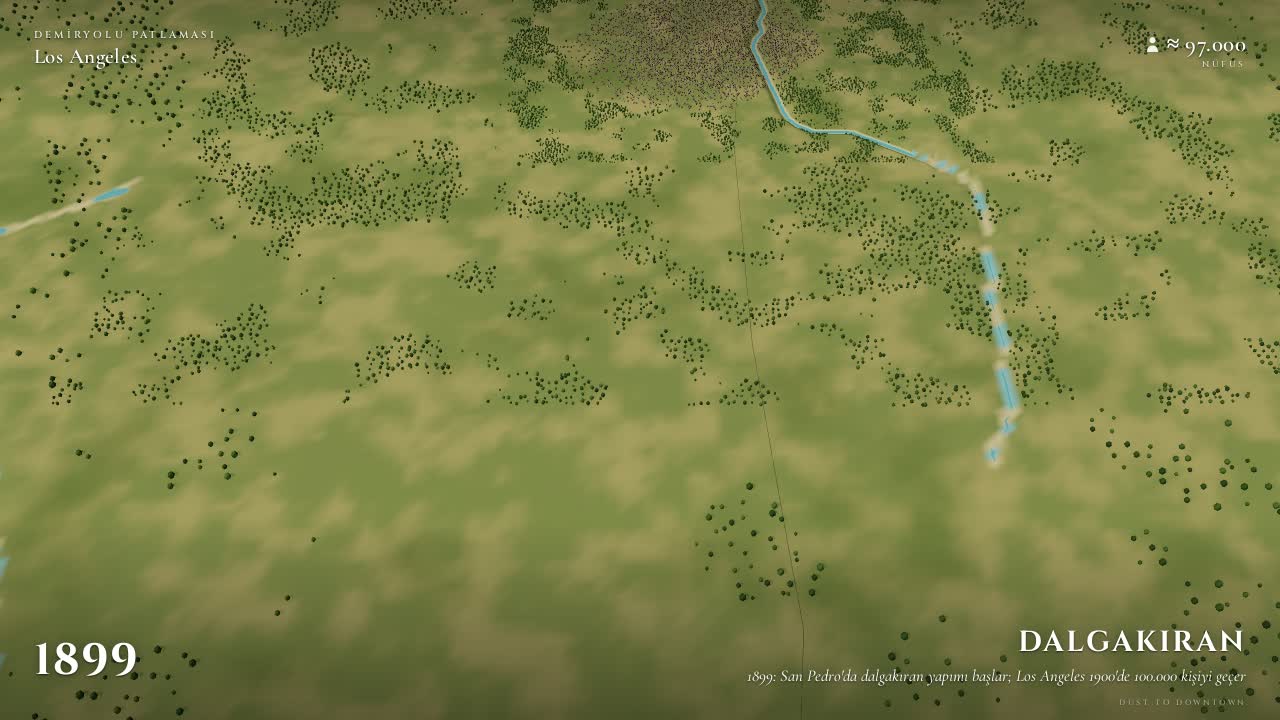 DEMİRYOLU PATLAMASI
Los Angeles
≈ 97.000
NÜFUS
1899
DALGAKIRAN
1899: San Pedro'da dalgakıran yapımı başlar; Los Angeles 1900'de 100.000 kişiyi geçer
DUST TO DOWNTOWN